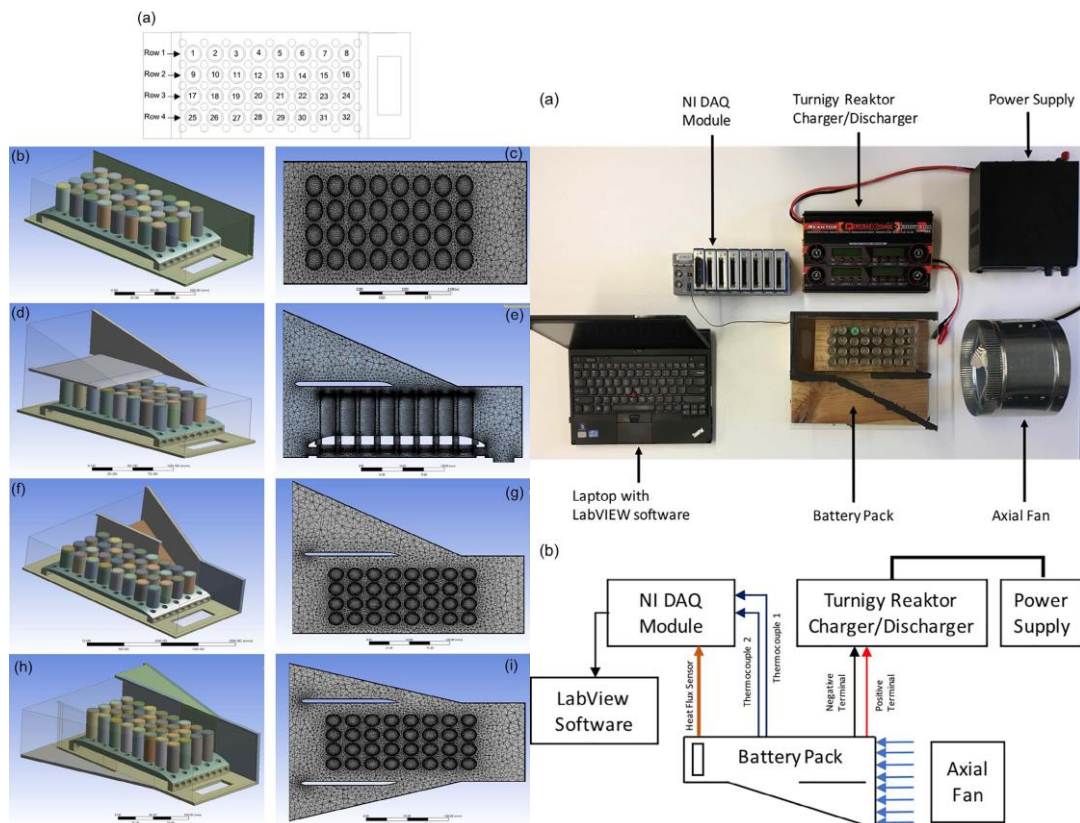 (a)
Row 1 1 2 3 4 5 6 7 8
Row 2 9 10 11 12 13 14 15 16
Row 3 17 18 19 20 21 22 23 24
Row 4 25 26 27 28 29 30 31 32
(b)
(c)
(d)
(e)
(f)
(g)
(h)
(i)
(a)
NI DAQ
Module
Turnigy Reaktor
Charger/Discharger
Power Supply
Laptop with
LabVIEW software
Battery Pack
Axial Fan
(b)
NI DAQ
Module
Turnigy Reaktor
Charger/Discharger
Power
Supply
LabView
Software
Heat Flux Sensor
Thermocouple 2
Thermocouple 1
Negative
Terminal
Positive
Terminal
Battery Pack
Axial
Fan